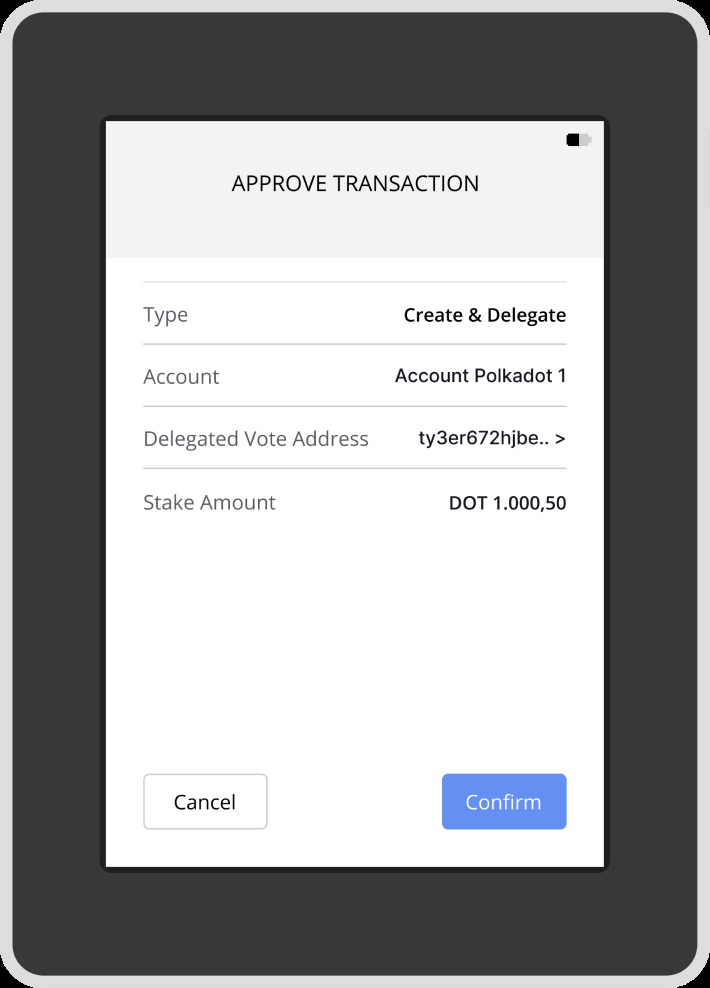 APPROVE TRANSACTION
Type Create & Delegate
Account Account Polkadot 1
Delegated Vote Address ty3er672hjbe.. >
Stake Amount DOT 1.000,50
Cancel Confirm